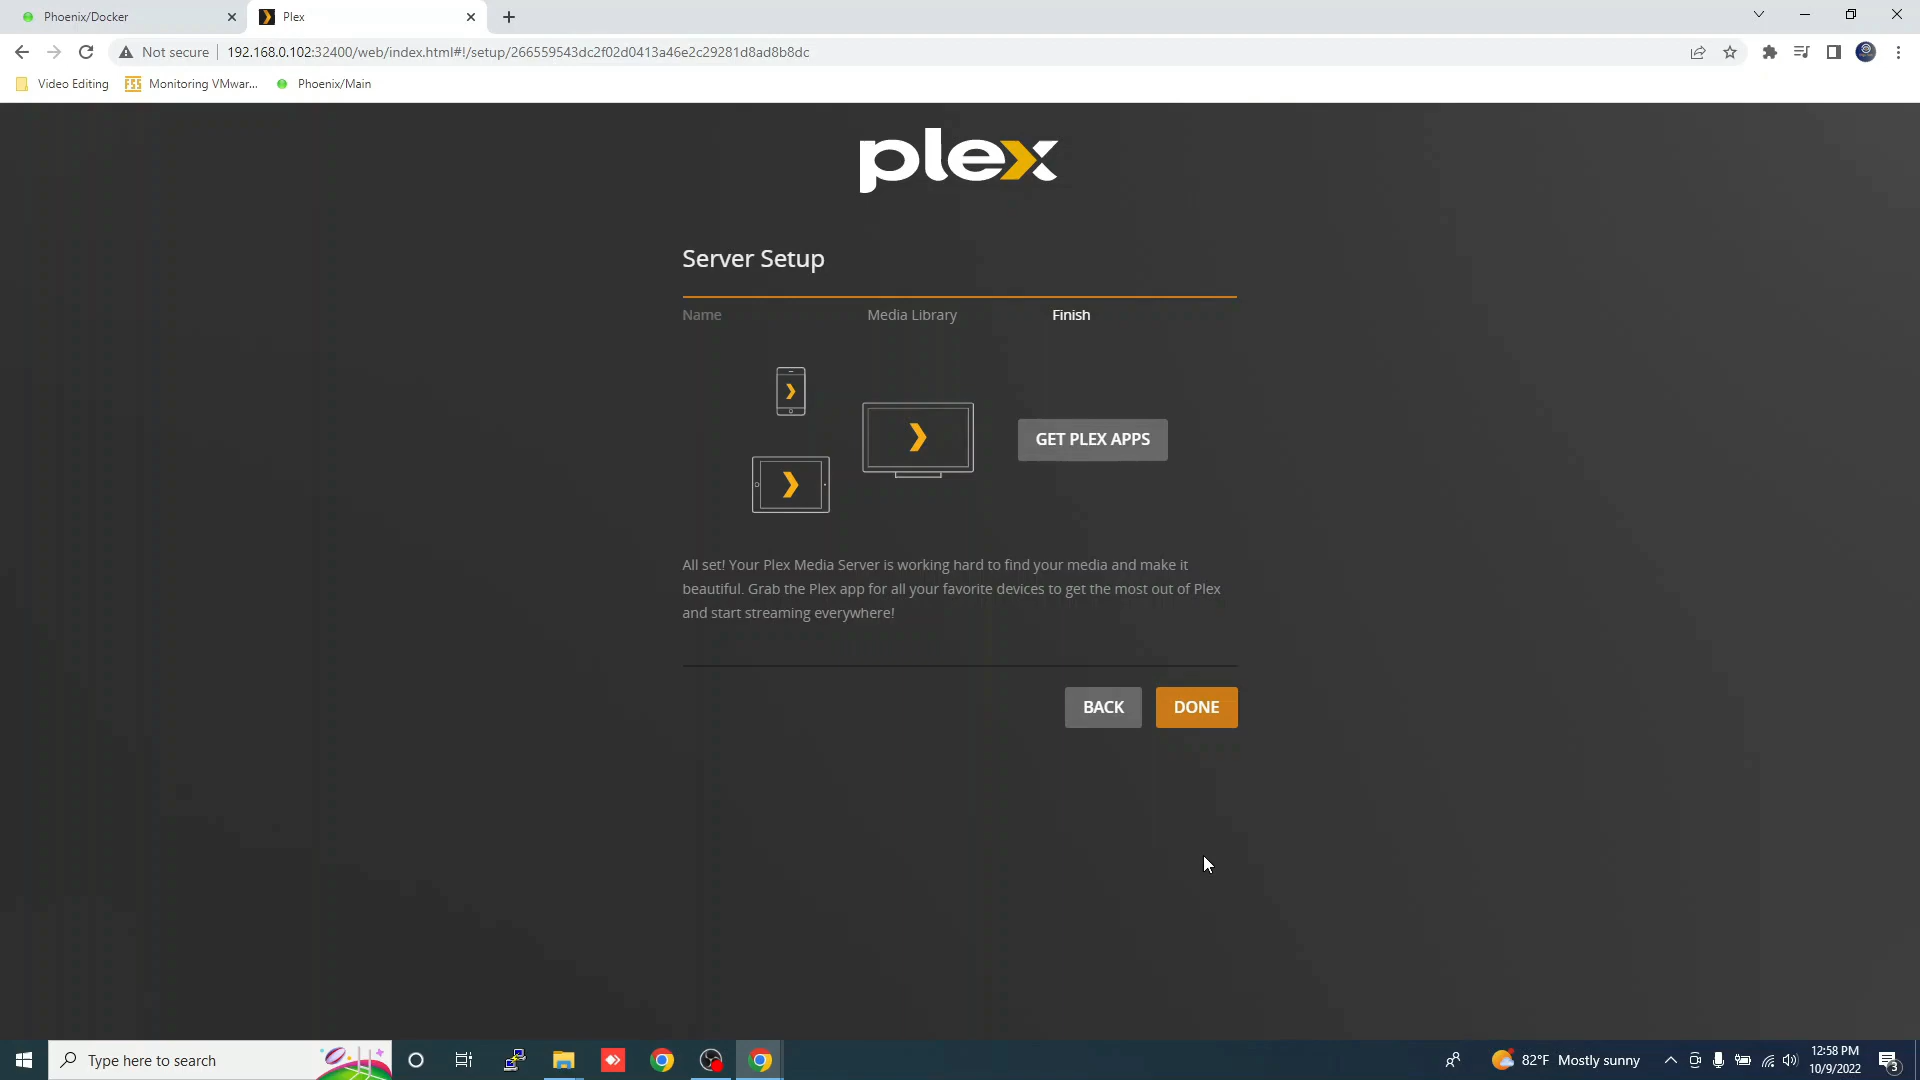 Phoenix/Docker
Plex
Not secure
192.168.0.102:32400/web/index.html#!/setup/266559543dc2f02d0413a46e2c29281d8ad8b8dc
Video Editing
FSS
Monitoring VMwar...
Phoenix/Main
plex
Server Setup
Name
Media Library
Finish
GET PLEX APPS
All set! Your Plex Media Server is working hard to find your media and make it
beautiful. Grab the Plex app for all your favorite devices to get the most out of Plex
and start streaming everywhere!
BACK
DONE
Type here to search
82°F Mostly sunny
12:58 PM
10/9/2022
3